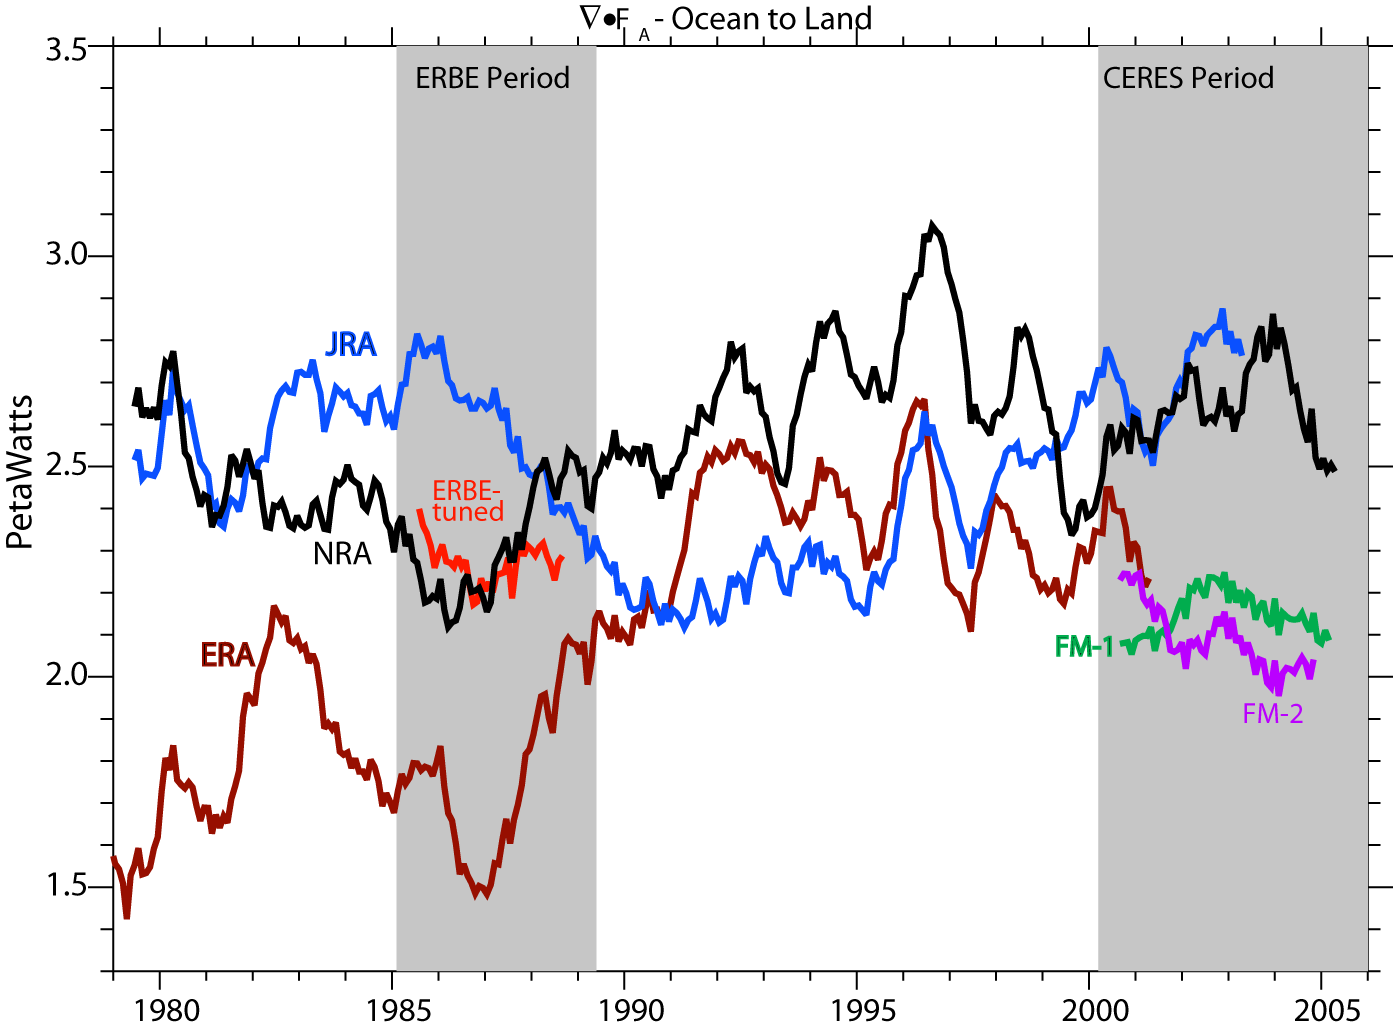 ∇•F A - Ocean to Land
3.5
ERBE Period
CERES Period
3.0
JRA
2.5
ERBE-
tuned
NRA
PetaWatts
ERA
FM-1
2.0
FM-2
1.5
1980 1985 1990 1995 2000 2005